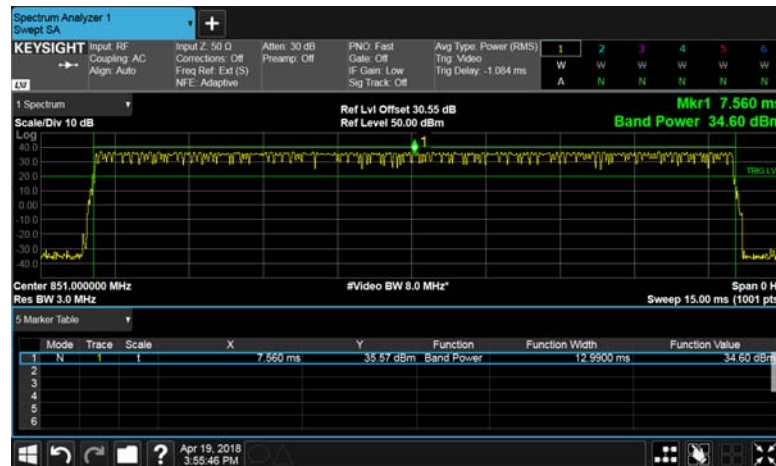 Spectrum Analyzer 1
Swept SA
KEYSIGHT Input: RF
Coupling: AC
Align: Auto
Input Z: 50 Ω
Corrections: Off
Freq Ref: Ext (S)
NFE: Adaptive
Atten: 30 dB
Preamp: Off
PNO: Fast
Gate: Off
IF Gain: Low
Sig Track: Off
Avg Type: Power (RMS)
Trig: Video
Trig Delay: -1.084 ms
1 2 3 4 5 6
W W W W W W
A N N N N N
LXI
1 Spectrum
Scale/Div 10 dB
Ref Lvl Offset 30.55 dB
Ref Level 50.00 dBm
Mkr1 7.560 ms
Band Power 34.60 dBm
Log
40.0
30.0
20.0
10.0
0.00
-10.0
-20.0
-30.0
-40.0
1
TRIG LV
Center 851.000000 MHz
Res BW 3.0 MHz
#Video BW 8.0 MHz*
Span 0 H
Sweep 15.00 ms (1001 pts
5 Marker Table
Mode Trace Scale X Y Function Function Width Function Value
1 N 1 t 7.560 ms 35.57 dBm Band Power 12.9900 ms 34.60 dBm
2
3
4
5
6
? Apr 19, 2018
3:55:46 PM